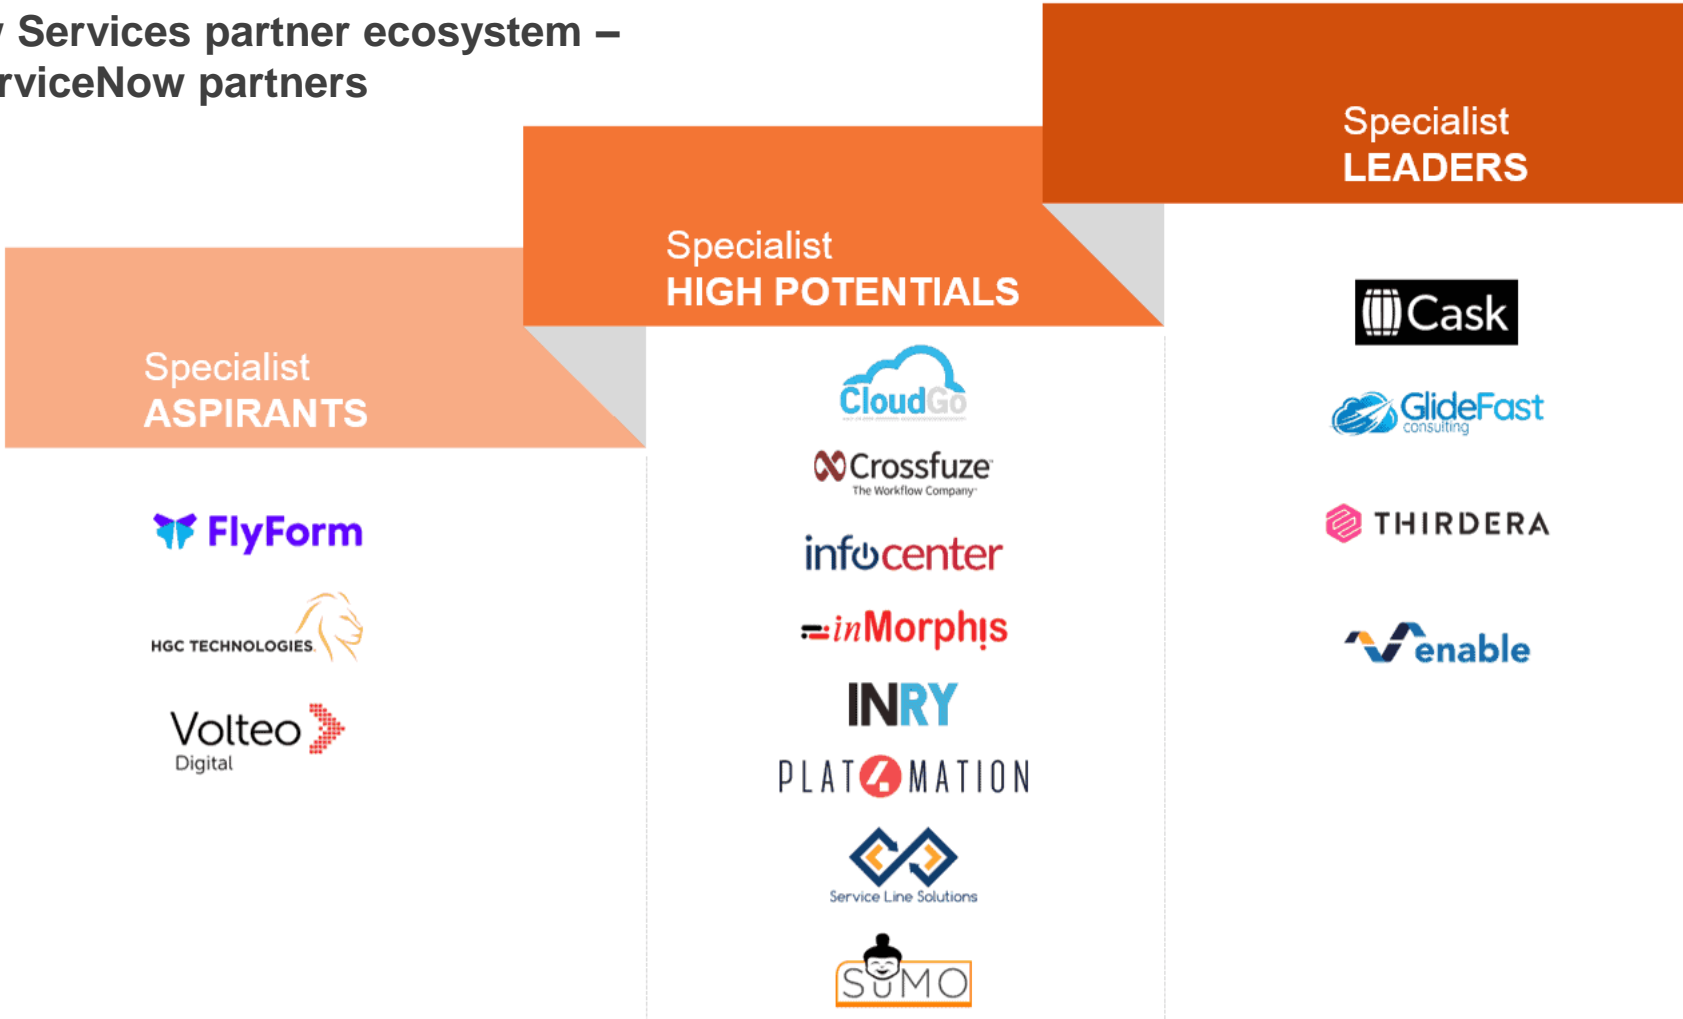 Services partner ecosystem –
ServiceNow partners
Specialist
LEADERS
Specialist
HIGH POTENTIALS
Specialist
ASPIRANTS
FlyForm
HGC TECHNOLOGIES
Volteo
Digital
CloudGo
Crossfuze
The Workflow Company
infocenter
inMorphis
INRY
PLAT4MATION
Service Line Solutions
SUMO
Cask
GlideFast
consulting
THIRDERA
enable